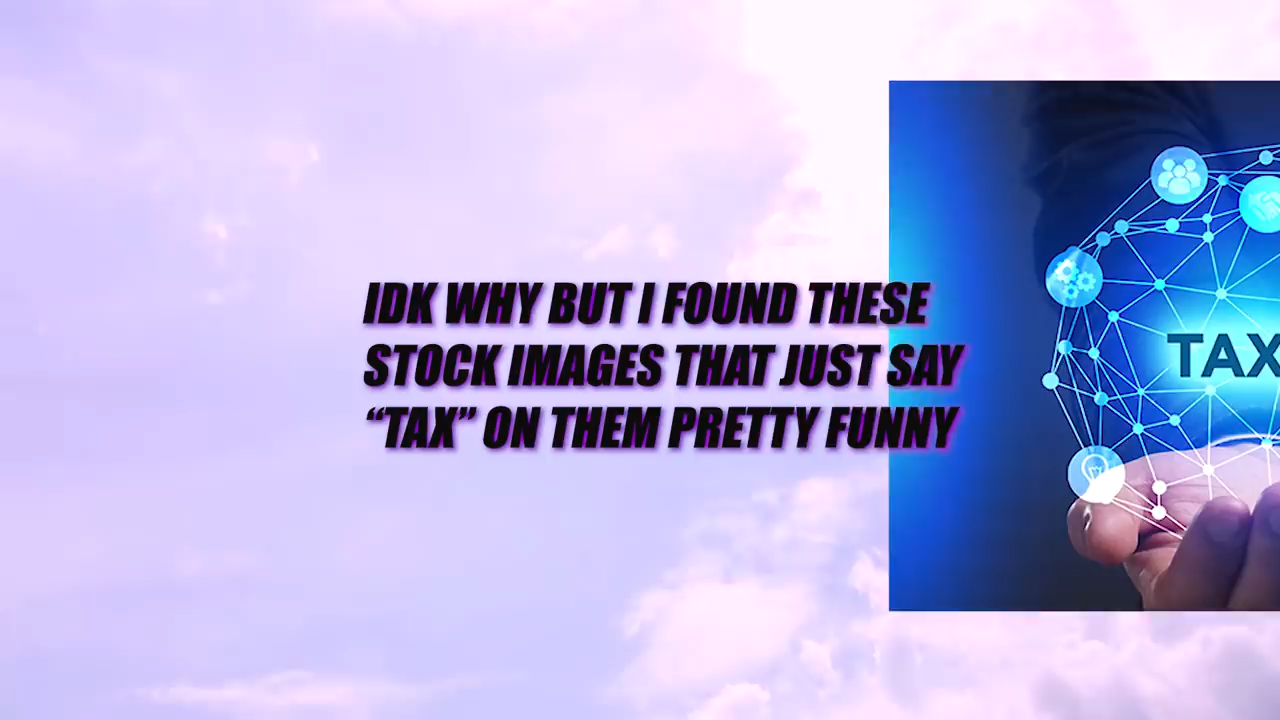 IDK WHY BUT I FOUND THESE
STOCK IMAGES THAT JUST SAY
“TAX” ON THEM PRETTY FUNNY
TAX